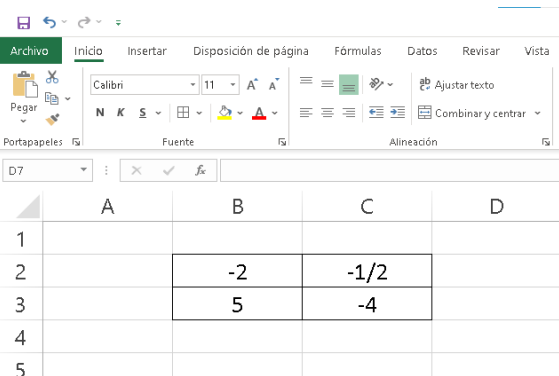 Archivo Inicio Insertar Disposición de página Fórmulas Datos Revisar Vista
Pegar
Calibri 11 A A
ab Ajustar texto
N K S A
Combinar y centrar
Portapapeles Fuente Alineación
D7 fx
A B C D
1
2 -2 -1/2
3 5 -4
4
5